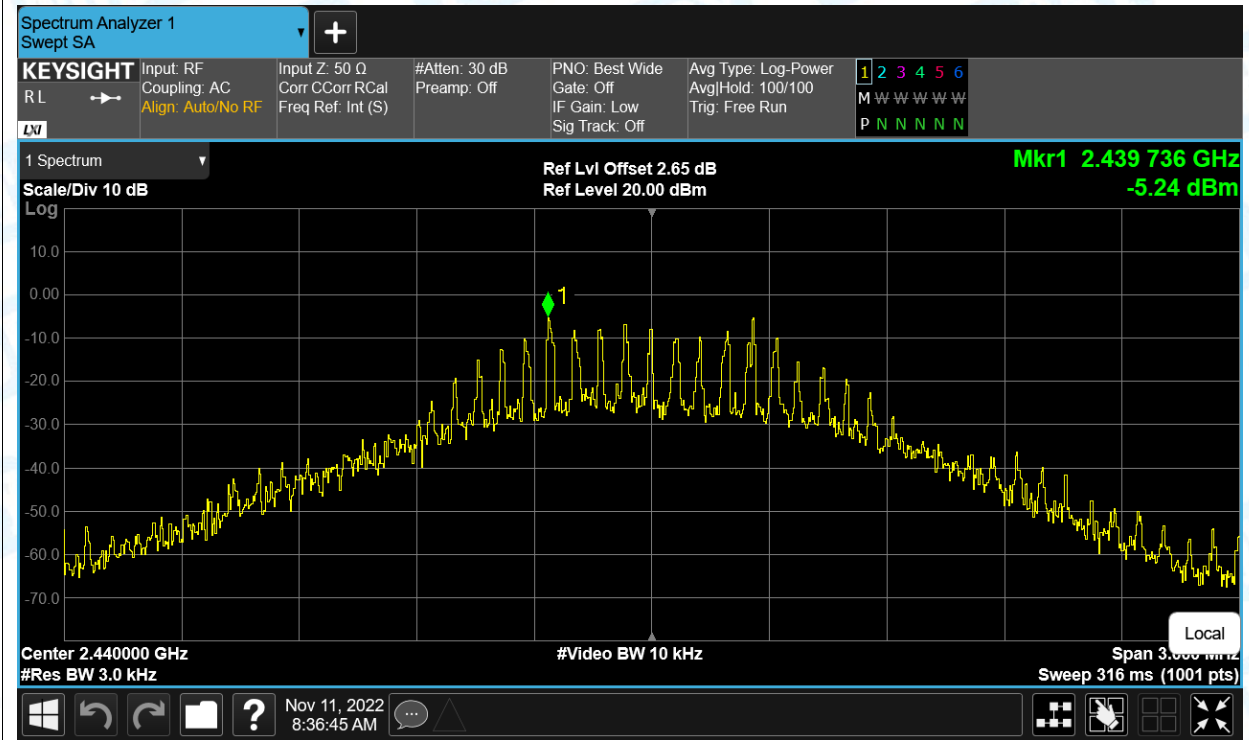 Spectrum Analyzer 1
Swept SA
KEYSIGHT
R L
LXI
Input: RF
Coupling: AC
Align: Auto/No RF
Input Z: 50 Ω
Corr CCorr RCal
Freq Ref: Int (S)
#Atten: 30 dB
Preamp: Off
PNO: Best Wide
Gate: Off
IF Gain: Low
Sig Track: Off
Avg Type: Log-Power
Avg|Hold: 100/100
Trig: Free Run
1 2 3 4 5 6
M W W W W W
P N N N N N N
1 Spectrum
Scale/Div 10 dB
Log
Ref Lvl Offset 2.65 dB
Ref Level 20.00 dBm
Mkr1 2.439 736 GHz
-5.24 dBm
10.0
0.00
-10.0
-20.0
-30.0
-40.0
-50.0
-60.0
-70.0
1
Local
Center 2.440000 GHz
#Video BW 10 kHz
Span 3.000 MHz
#Res BW 3.0 kHz
Sweep 316 ms (1001 pts)
?
Nov 11, 2022
8:36:45 AM